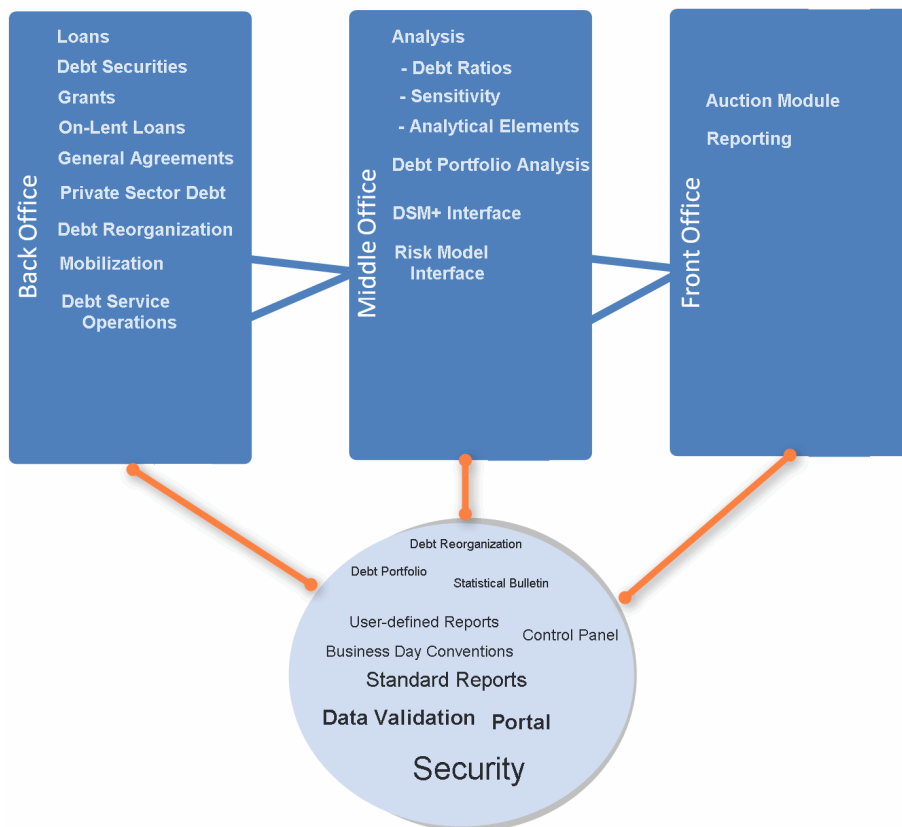 Back Office
Loans
Debt Securities
Grants
On-Lent Loans
General Agreements
Private Sector Debt
Debt Reorganization
Mobilization
Debt Service
Operations
Middle Office
Analysis
- Debt Ratios
- Sensitivity
- Analytical Elements
Debt Portfolio Analysis
DSM+ Interface
Risk Model
Interface
Front Office
Auction Module
Reporting
Debt Reorganization
Debt Portfolio
Statistical Bulletin
User-defined Reports
Control Panel
Business Day Conventions
Standard Reports
Data Validation
Portal
Security